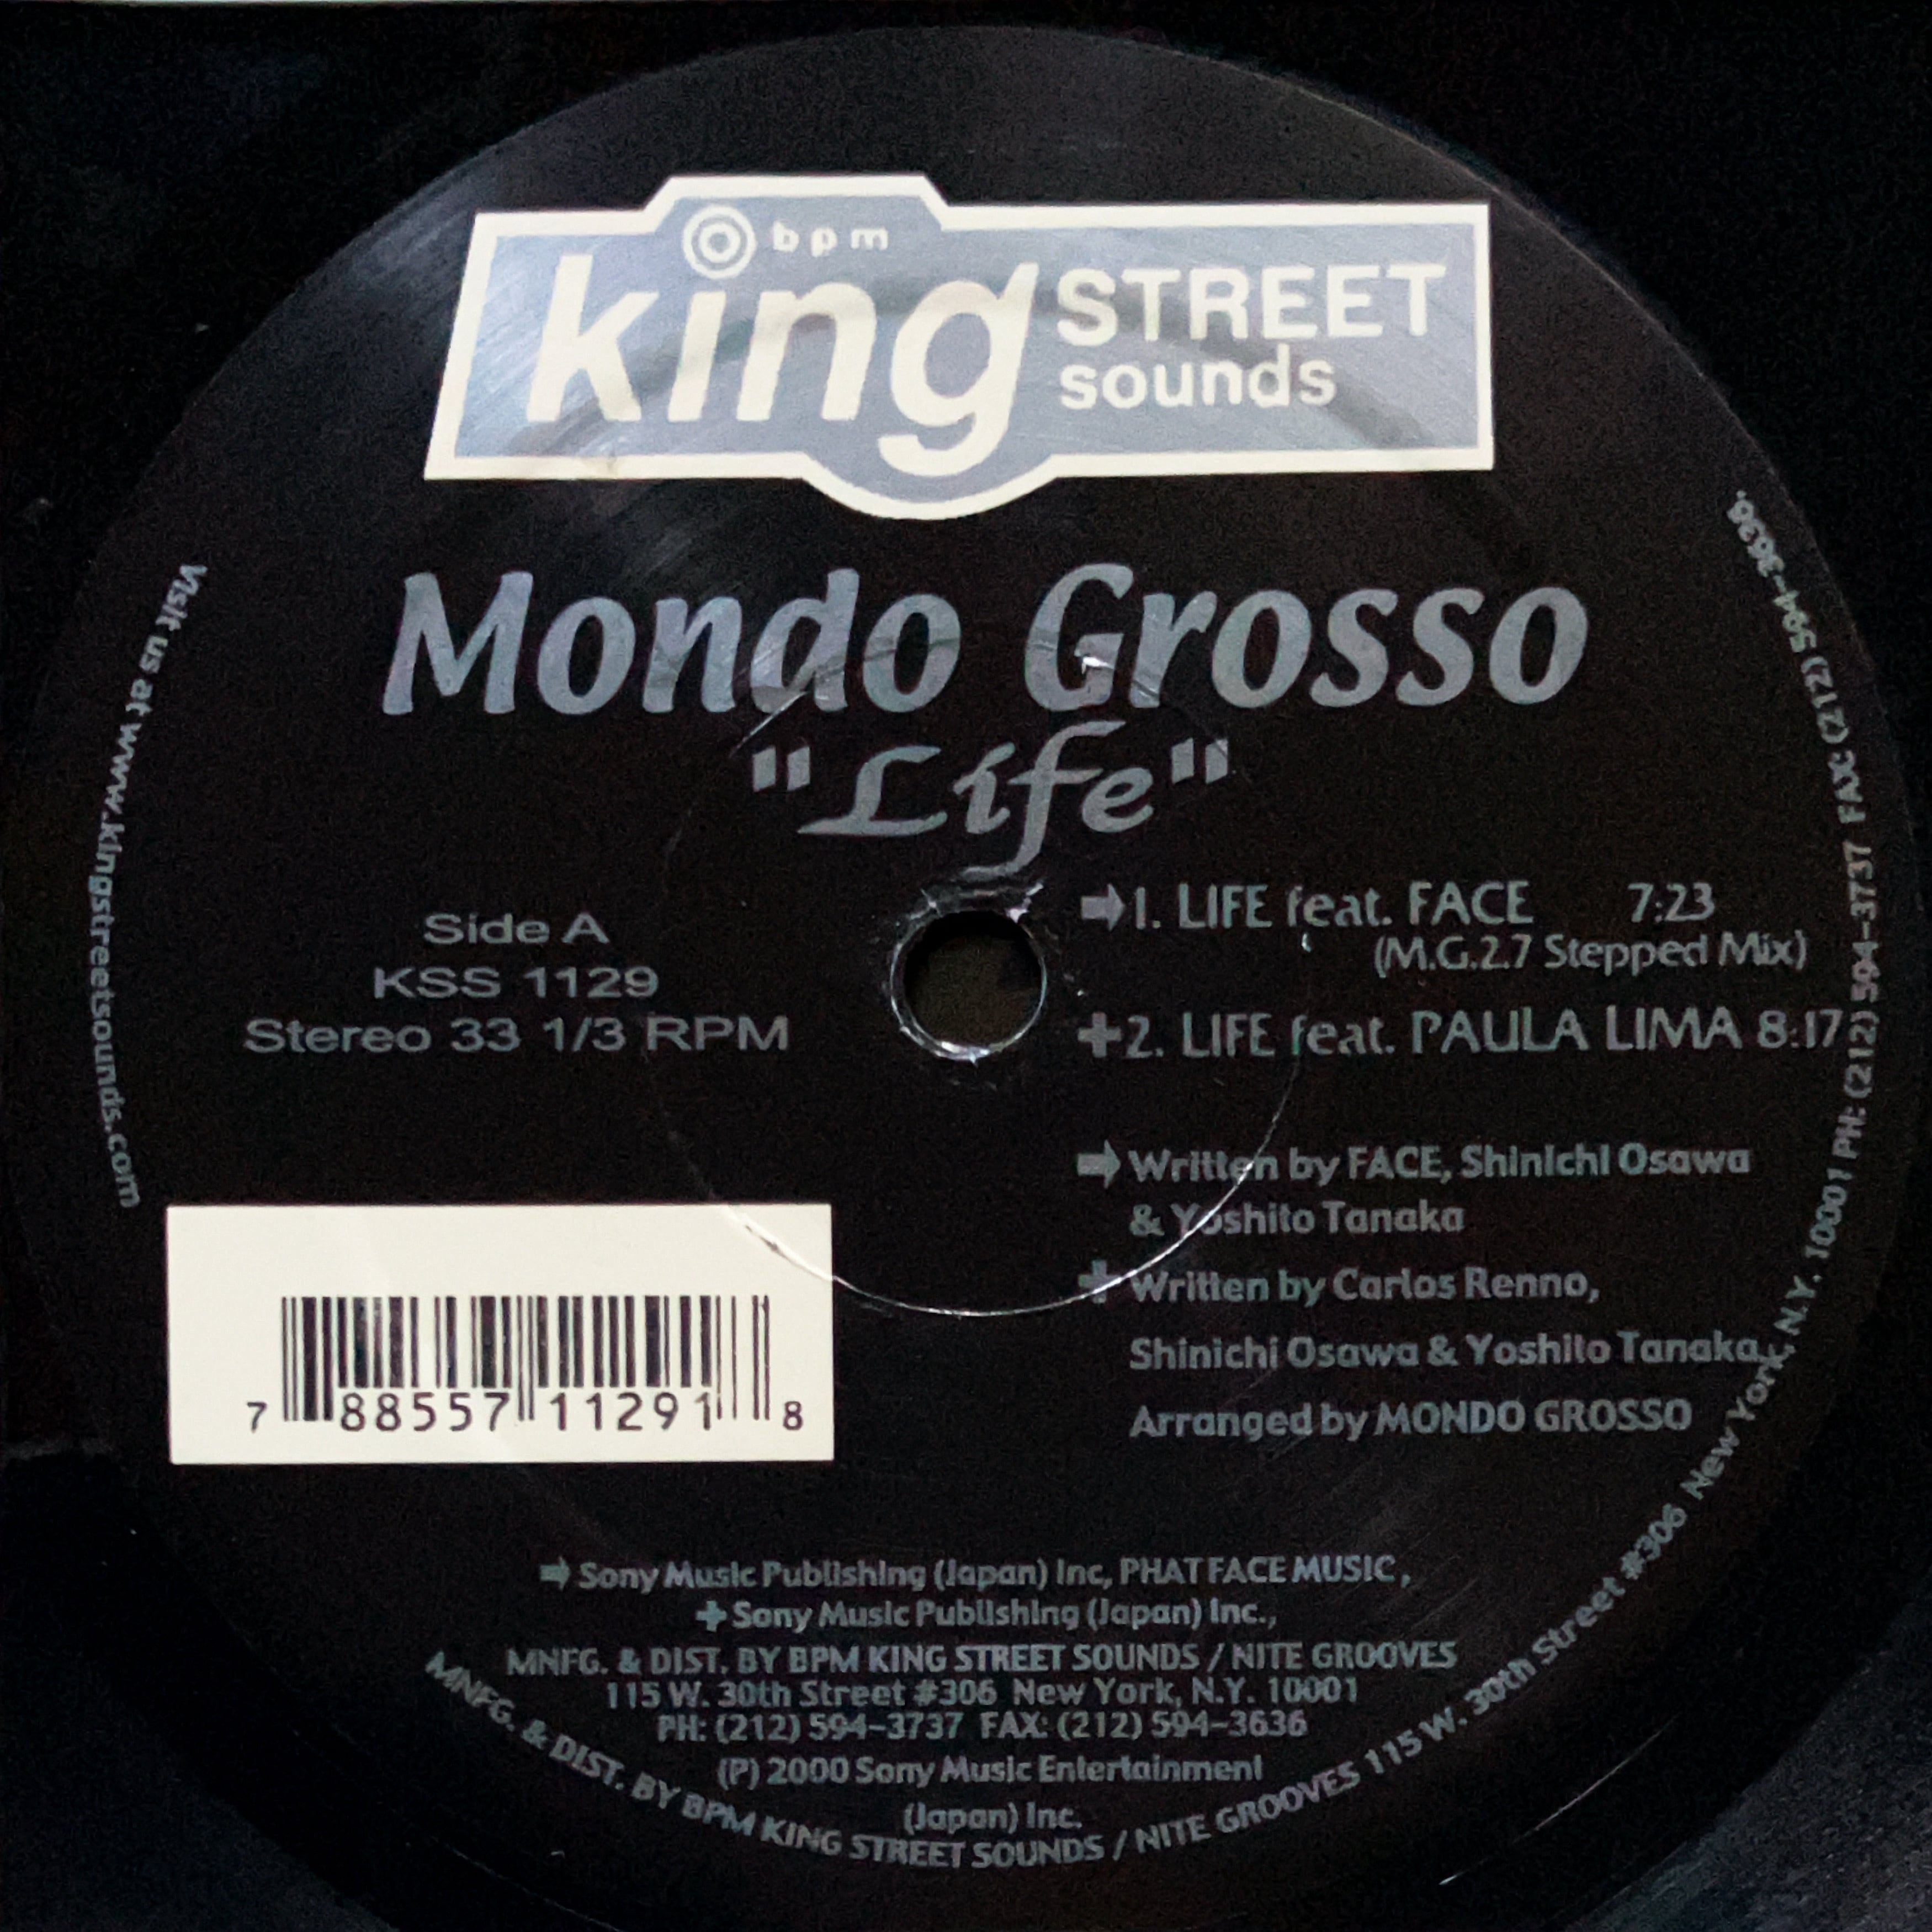 bpm
king STREET
sounds
Mondo Grosso
"Life"
Side A
KSS 1129
Stereo 33 1/3 RPM
1. LIFE feat. FACE 7:23
(M.G.2.7 Stepped Mix)
+2. LIFE feat. PAULA LIMA 8:17
Written by FACE, Shinichi Osawa
& Yoshito Tanaka
+ Written by Carlos Renno,
Shinichi Osawa & Yoshito Tanaka
Arranged by MONDO GROSSO
7 88557 11291 8
Sony Music Publishing (Japan) Inc, PHAT FACE MUSIC,
+ Sony Music Publishing (Japan) Inc.,
MNFG. & DIST. BY BPM KING STREET SOUNDS / NITE GROOVES
115 W. 30th Street #306 New York, N.Y. 10001
PH: (212) 594-3737 FAX: (212) 594-3636
(P) 2000 Sony Music Entertainment
(Japan) Inc.
Visit us at www.kingstreetsounds.com
MNFG. & DIST. BY BPM KING STREET SOUNDS / NITE GROOVES 115 W. 30th Street #306 New York, N.Y. 10001 PH: (212) 594-3737 FAX: (212) 594-3636.